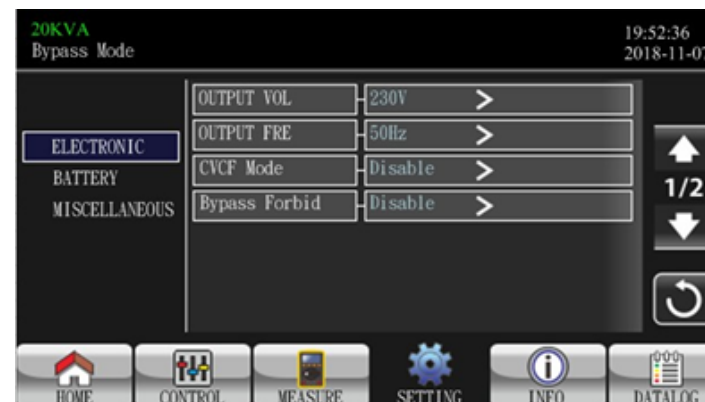 20KVA
Bypass Mode
19:52:36
2018-11-07
OUTPUT VOL 230V >
OUTPUT FRE 50Hz >
CVCF Mode Disable >
Bypass Forbid Disable >
ELECTRONIC
BATTERY
MISCELLANEOUS
1/2
HOME CONTROL MEASURE SETTING INFO DATALOG